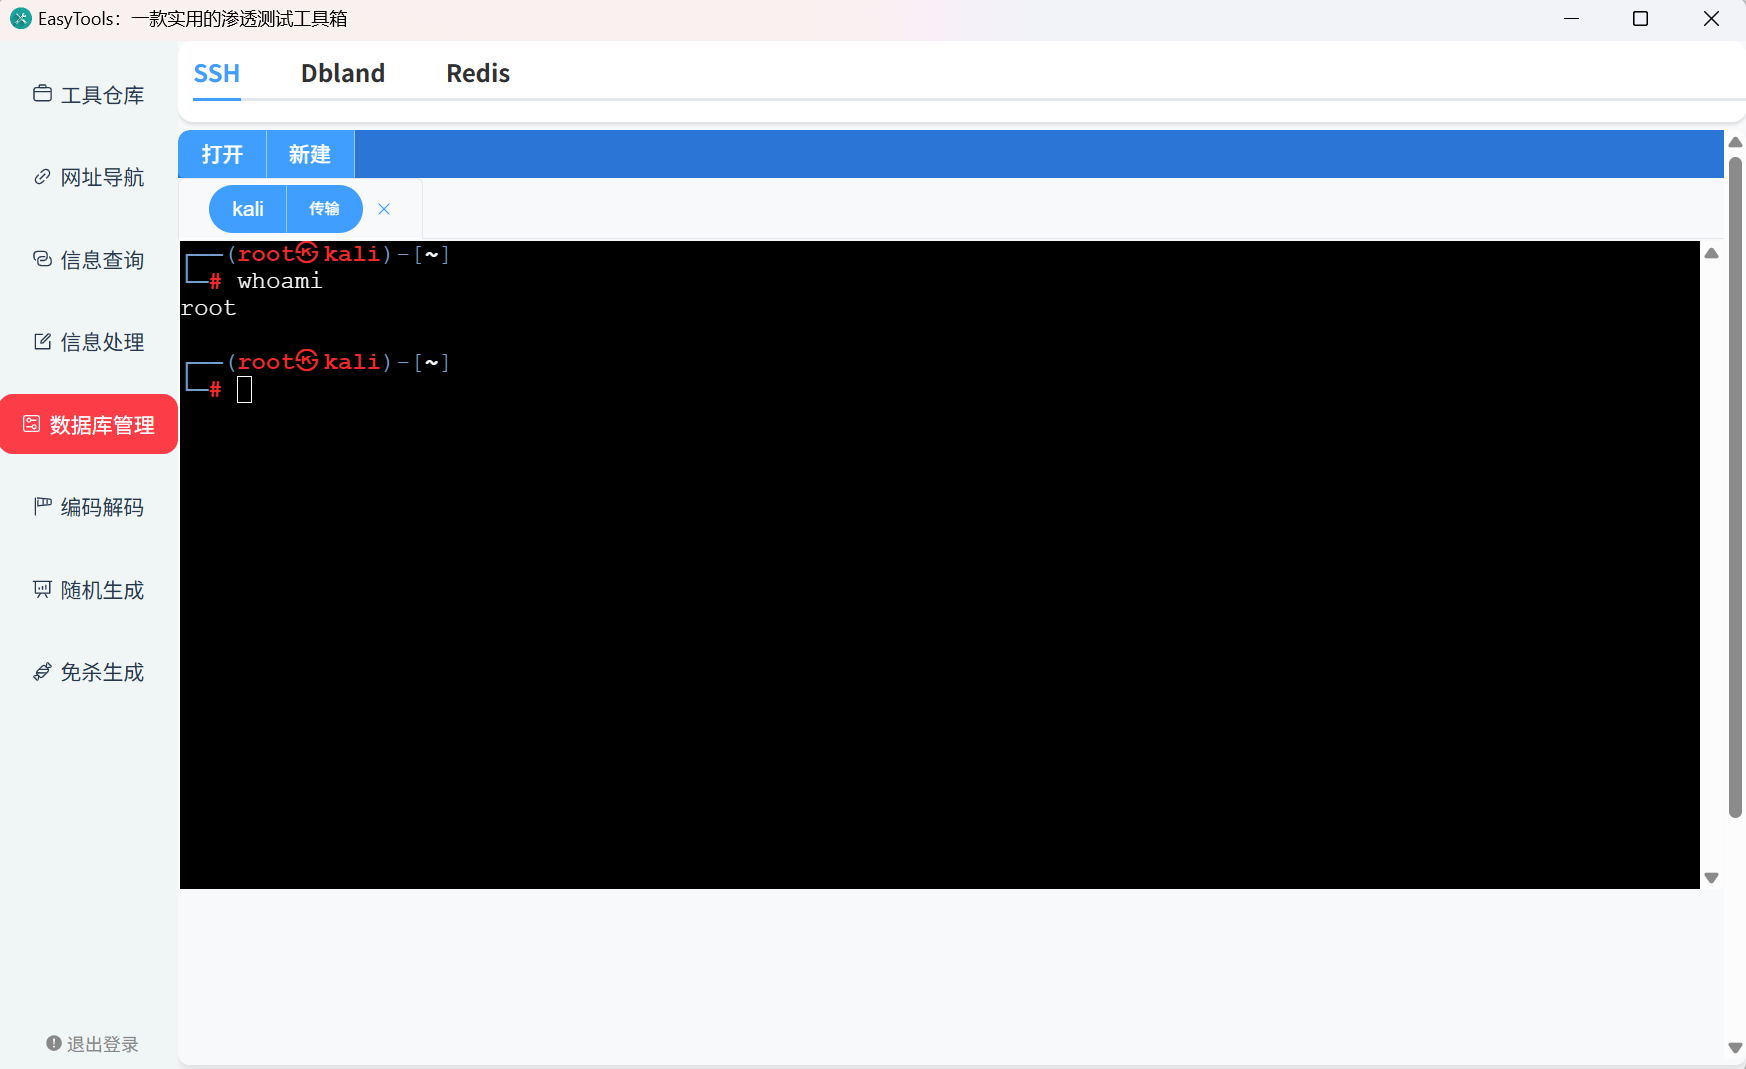 EasyTools：一款实用的渗透测试工具箱
SSH Dbland Redis
工具仓库
网址导航
信息查询
信息处理
数据库管理
编码解码
随机生成
免杀生成
退出登录
打开 新建
kali 传输
┌──(root㉿kali)-[~]
└─# whoami
root
┌──(root㉿kali)-[~]
└─#